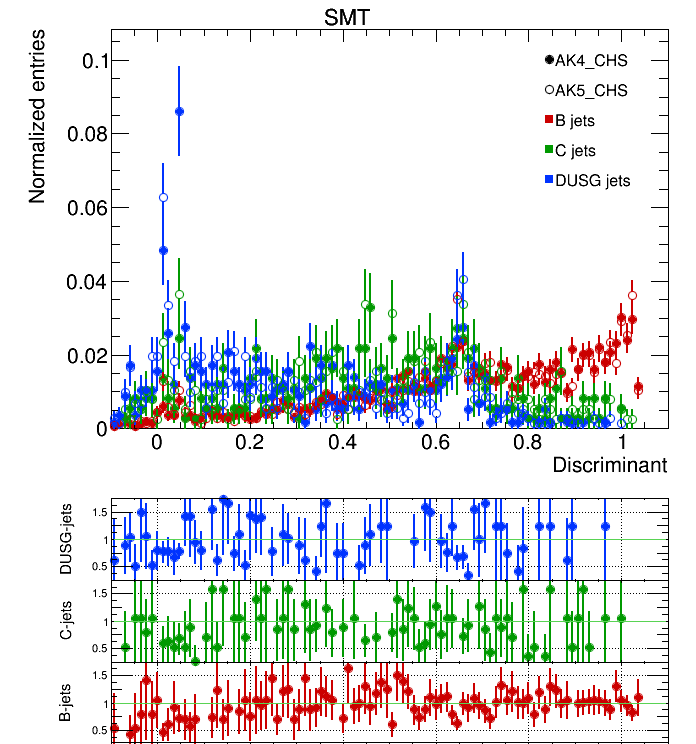 SMT
Normalized entries
0.1
0.08
0.06
0.04
0.02
0
AK4_CHS
AK5_CHS
B jets
C jets
DUSG jets
0 0.2 0.4 0.6 0.8 1
Discriminant
DUSG-jets
1.5
1
0.5
C-jets
1.5
1
0.5
B-jets
1.5
1
0.5